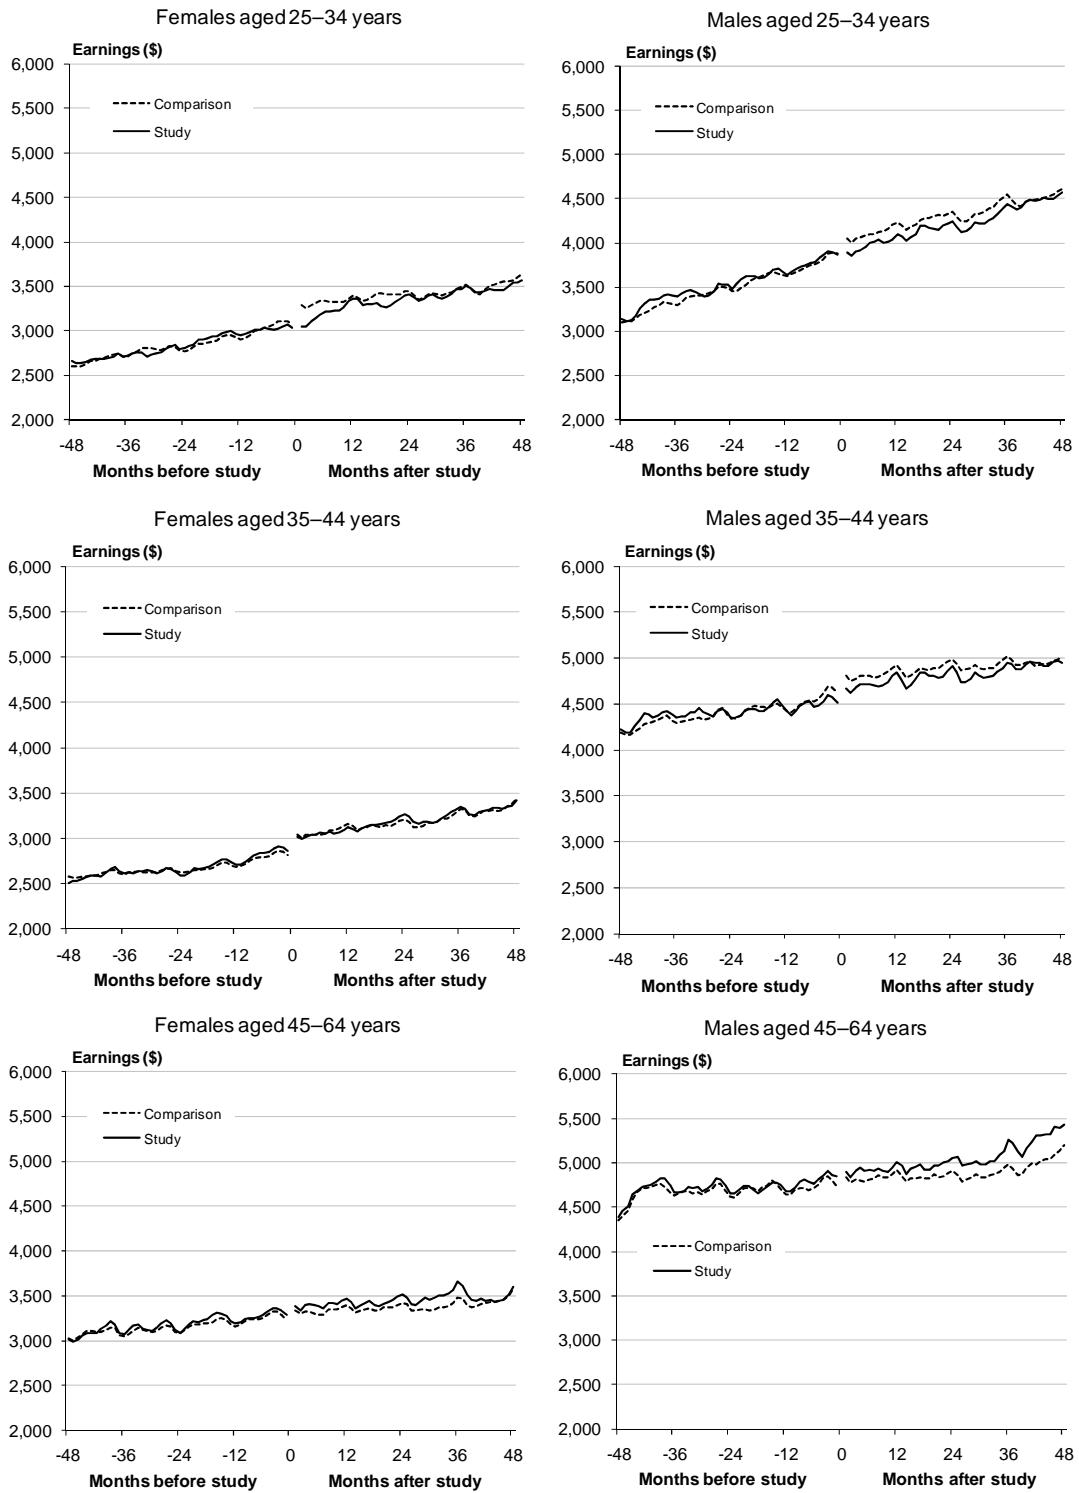 Females aged 25–34 years
Earnings ($)
6,000
5,500
5,000
4,500
4,000
3,500
3,000
2,500
2,000
Comparison
Study
-48 -36 -24 -12 0 12 24 36 48
Months before study Months after study
Males aged 25–34 years
Earnings ($)
6,000
5,500
5,000
4,500
4,000
3,500
3,000
2,500
2,000
Comparison
Study
-48 -36 -24 -12 0 12 24 36 48
Months before study Months after study
Females aged 35–44 years
Earnings ($)
6,000
5,500
5,000
4,500
4,000
3,500
3,000
2,500
2,000
Comparison
Study
-48 -36 -24 -12 0 12 24 36 48
Months before study Months after study
Males aged 35–44 years
Earnings ($)
6,000
5,500
5,000
4,500
4,000
3,500
3,000
2,500
2,000
Comparison
Study
-48 -36 -24 -12 0 12 24 36 48
Months before study Months after study
Females aged 45–64 years
Earnings ($)
6,000
5,500
5,000
4,500
4,000
3,500
3,000
2,500
2,000
Comparison
Study
-48 -36 -24 -12 0 12 24 36 48
Months before study Months after study
Males aged 45–64 years
Earnings ($)
6,000
5,500
5,000
4,500
4,000
3,500
3,000
2,500
2,000
Comparison
Study
-48 -36 -24 -12 0 12 24 36 48
Months before study Months after study